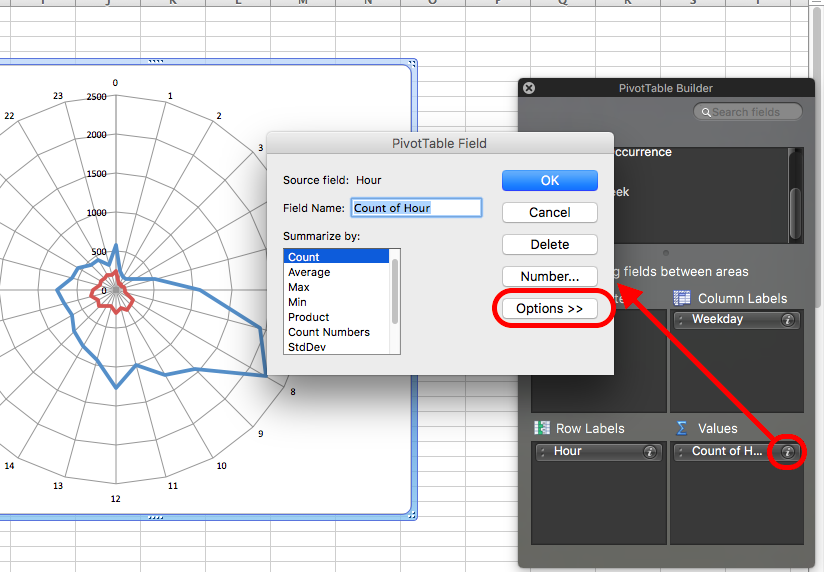 J K L M N O P Q R S T
0
23 2500 1
22 2000 2
1500 3
1000
500
0
8
9
10
11
12
13
14
PivotTable Field
Source field: Hour
Field Name: Count of Hour
Summarize by:
Count
Average
Max
Min
Product
Count Numbers
StdDev
OK
Cancel
Delete
Number...
Options >>
PivotTable Builder
Search fields
ccurrence
eek
g fields between areas
Column Labels
Weekday
Row Labels
Hour
Values
Count of H...